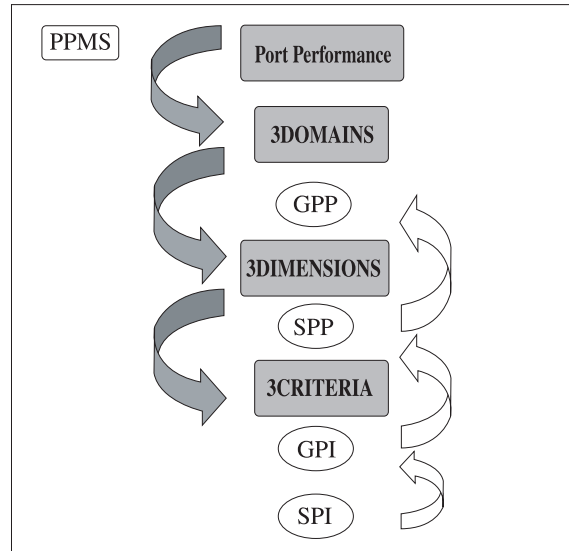 PPMS
Port Performance
3DOMAINS
GPP
3DIMENSIONS
SPP
3CRITERIA
GPI
SPI